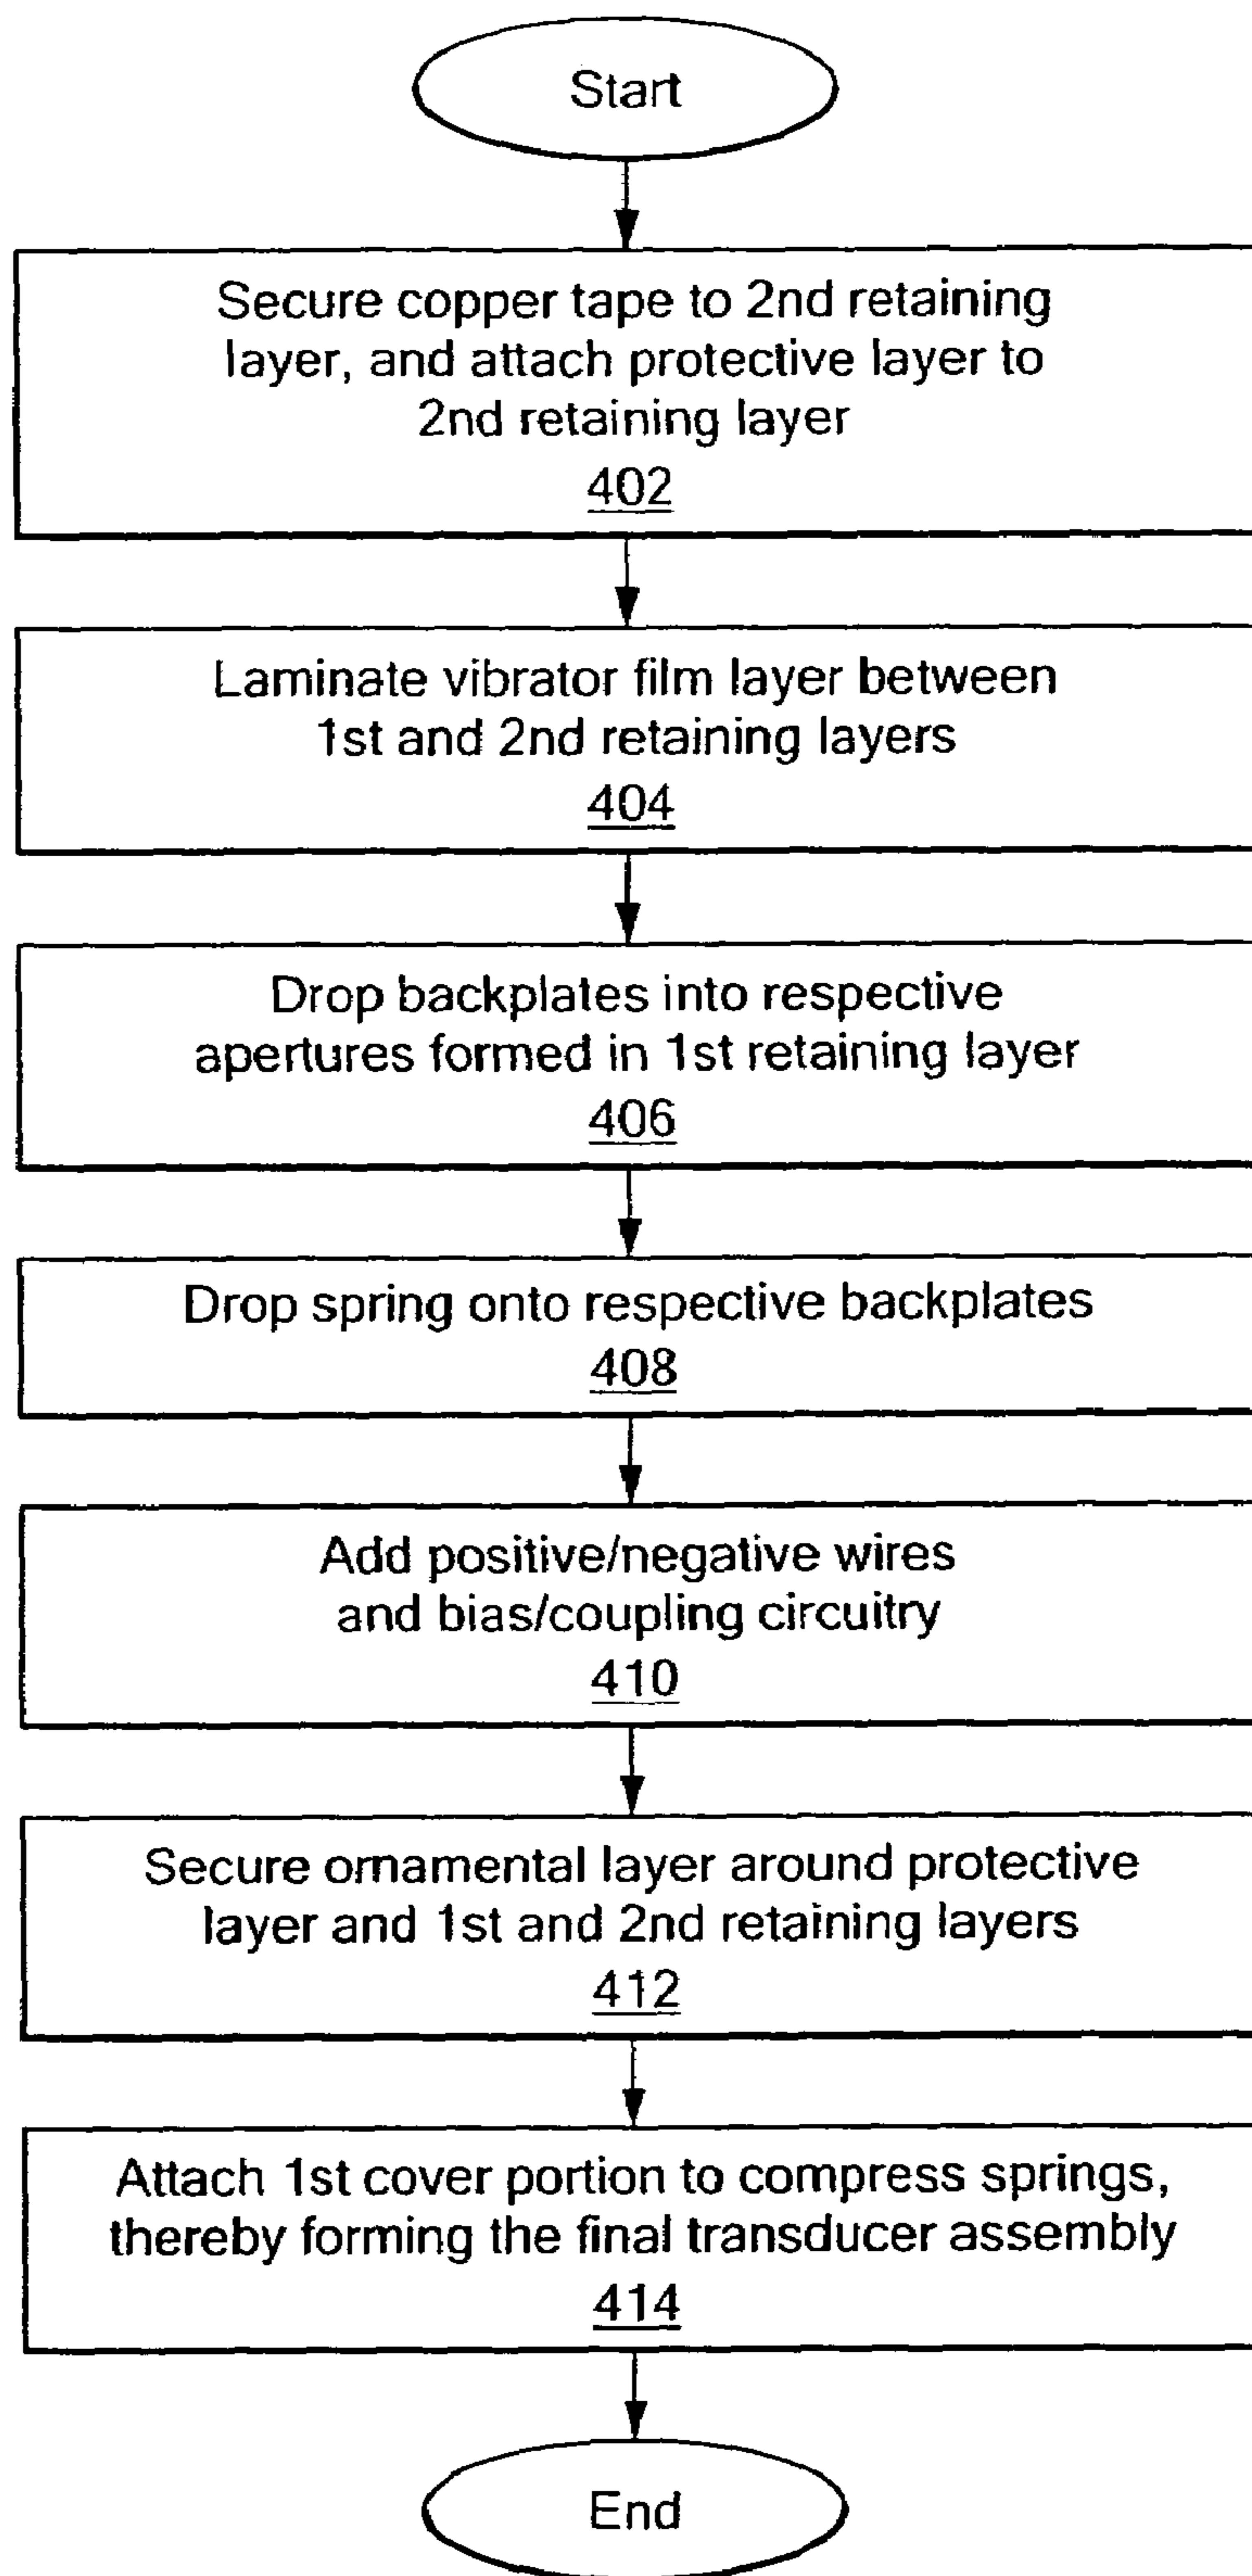 Start
Secure copper tape to 2nd retaining
layer, and attach protective layer to
2nd retaining layer
402
Laminate vibrator film layer between
1st and 2nd retaining layers
404
Drop backplates into respective
apertures formed in 1st retaining layer
406
Drop spring onto respective backplates
408
Add positive/negative wires
and bias/coupling circuitry
410
Secure ornamental layer around protective
layer and 1st and 2nd retaining layers
412
Attach 1st cover portion to compress springs,
thereby forming the final transducer assembly
414
End